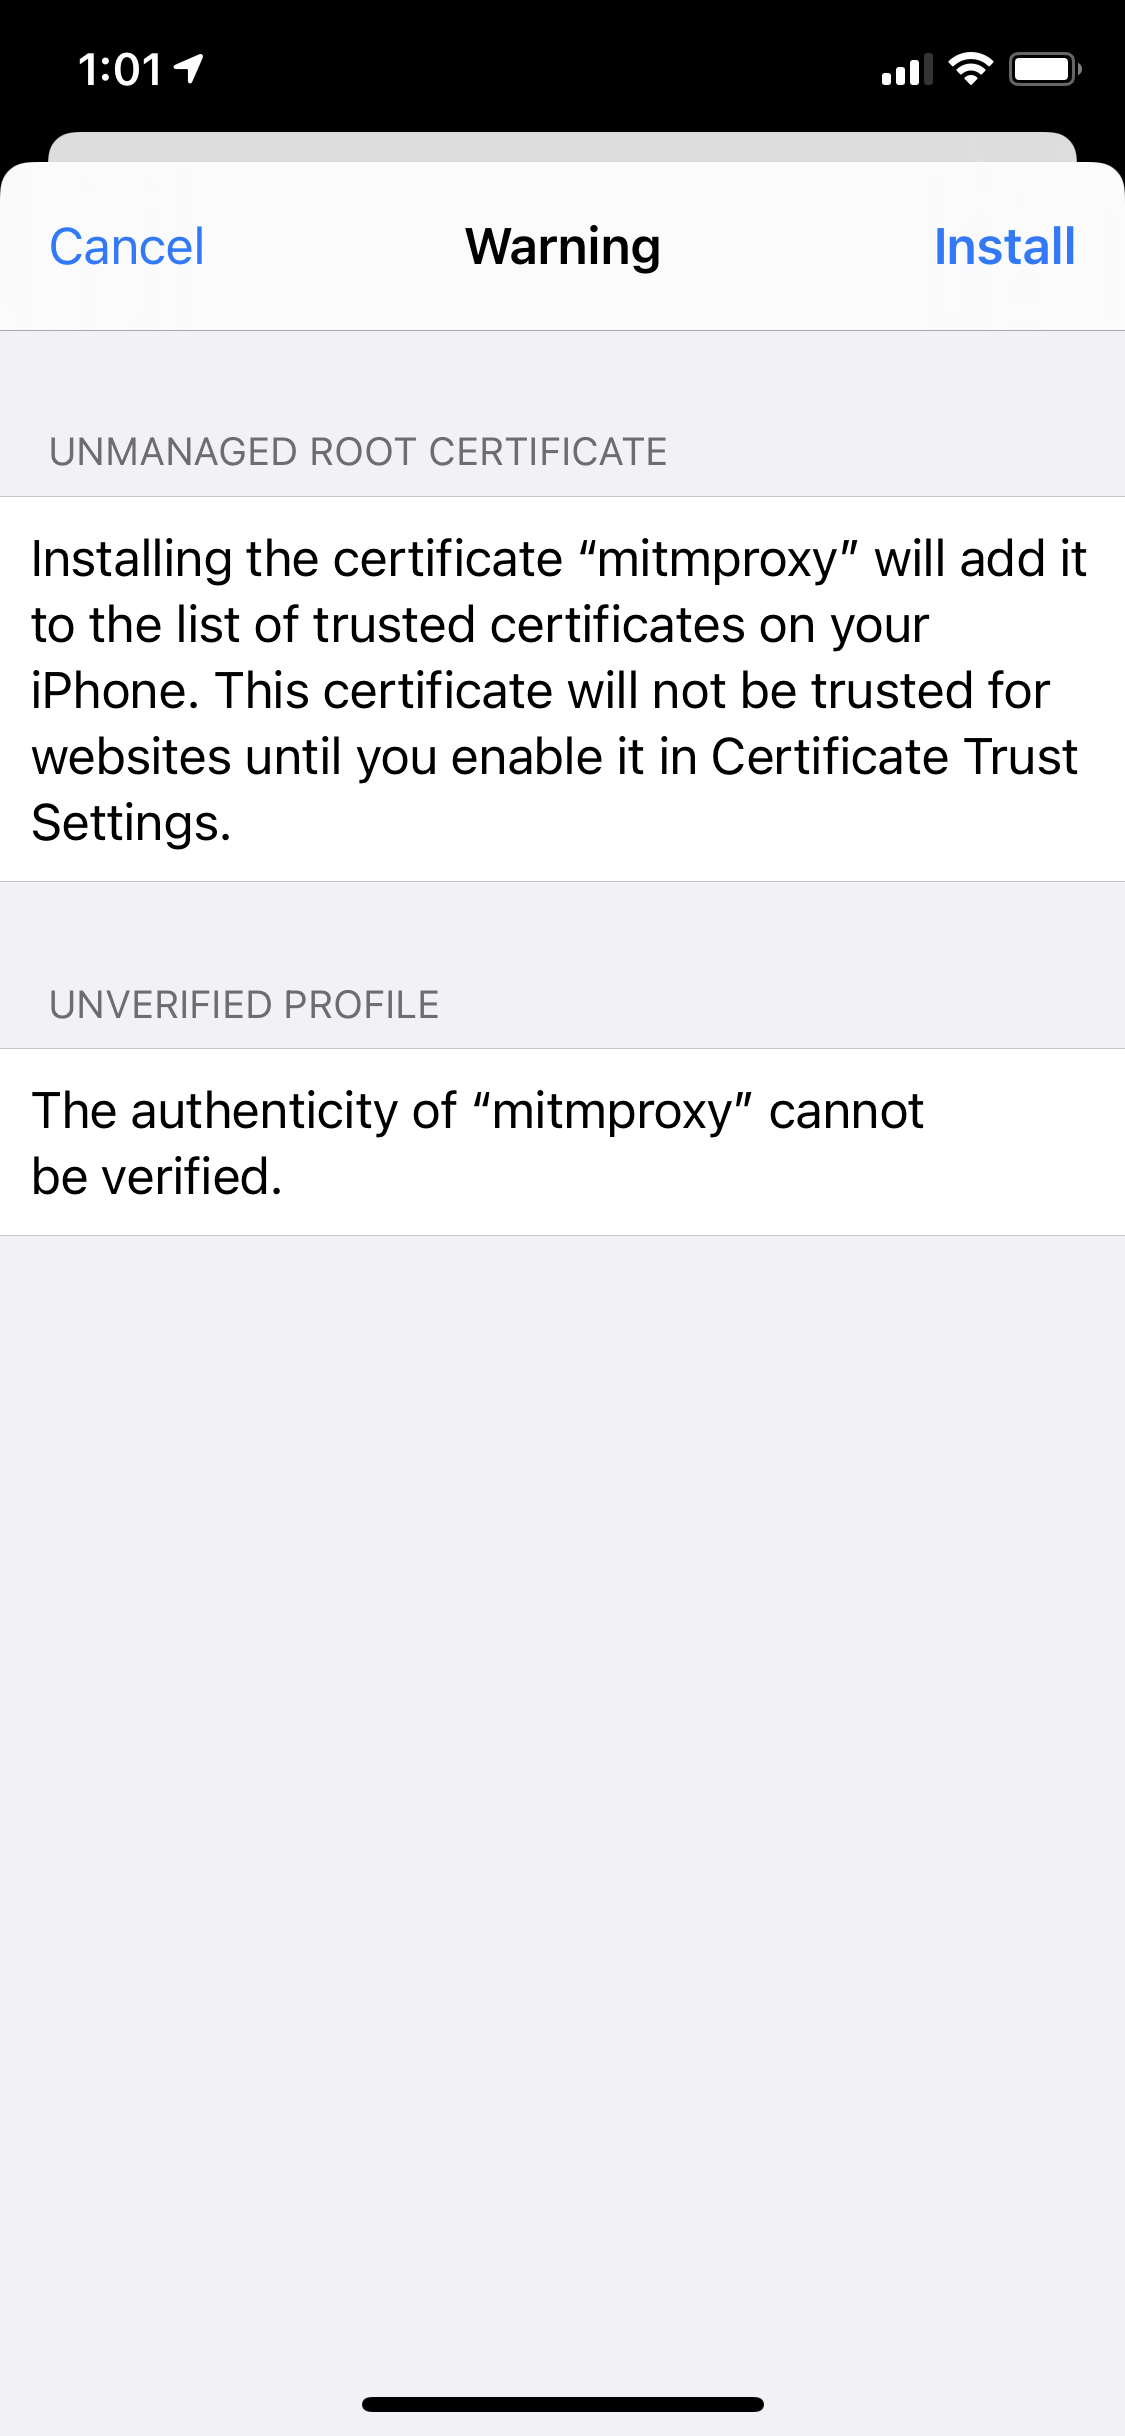 1:01
Cancel Warning Install
UNMANAGED ROOT CERTIFICATE
Installing the certificate “mitmproxy” will add it
to the list of trusted certificates on your
iPhone. This certificate will not be trusted for
websites until you enable it in Certificate Trust
Settings.
UNVERIFIED PROFILE
The authenticity of “mitmproxy” cannot
be verified.